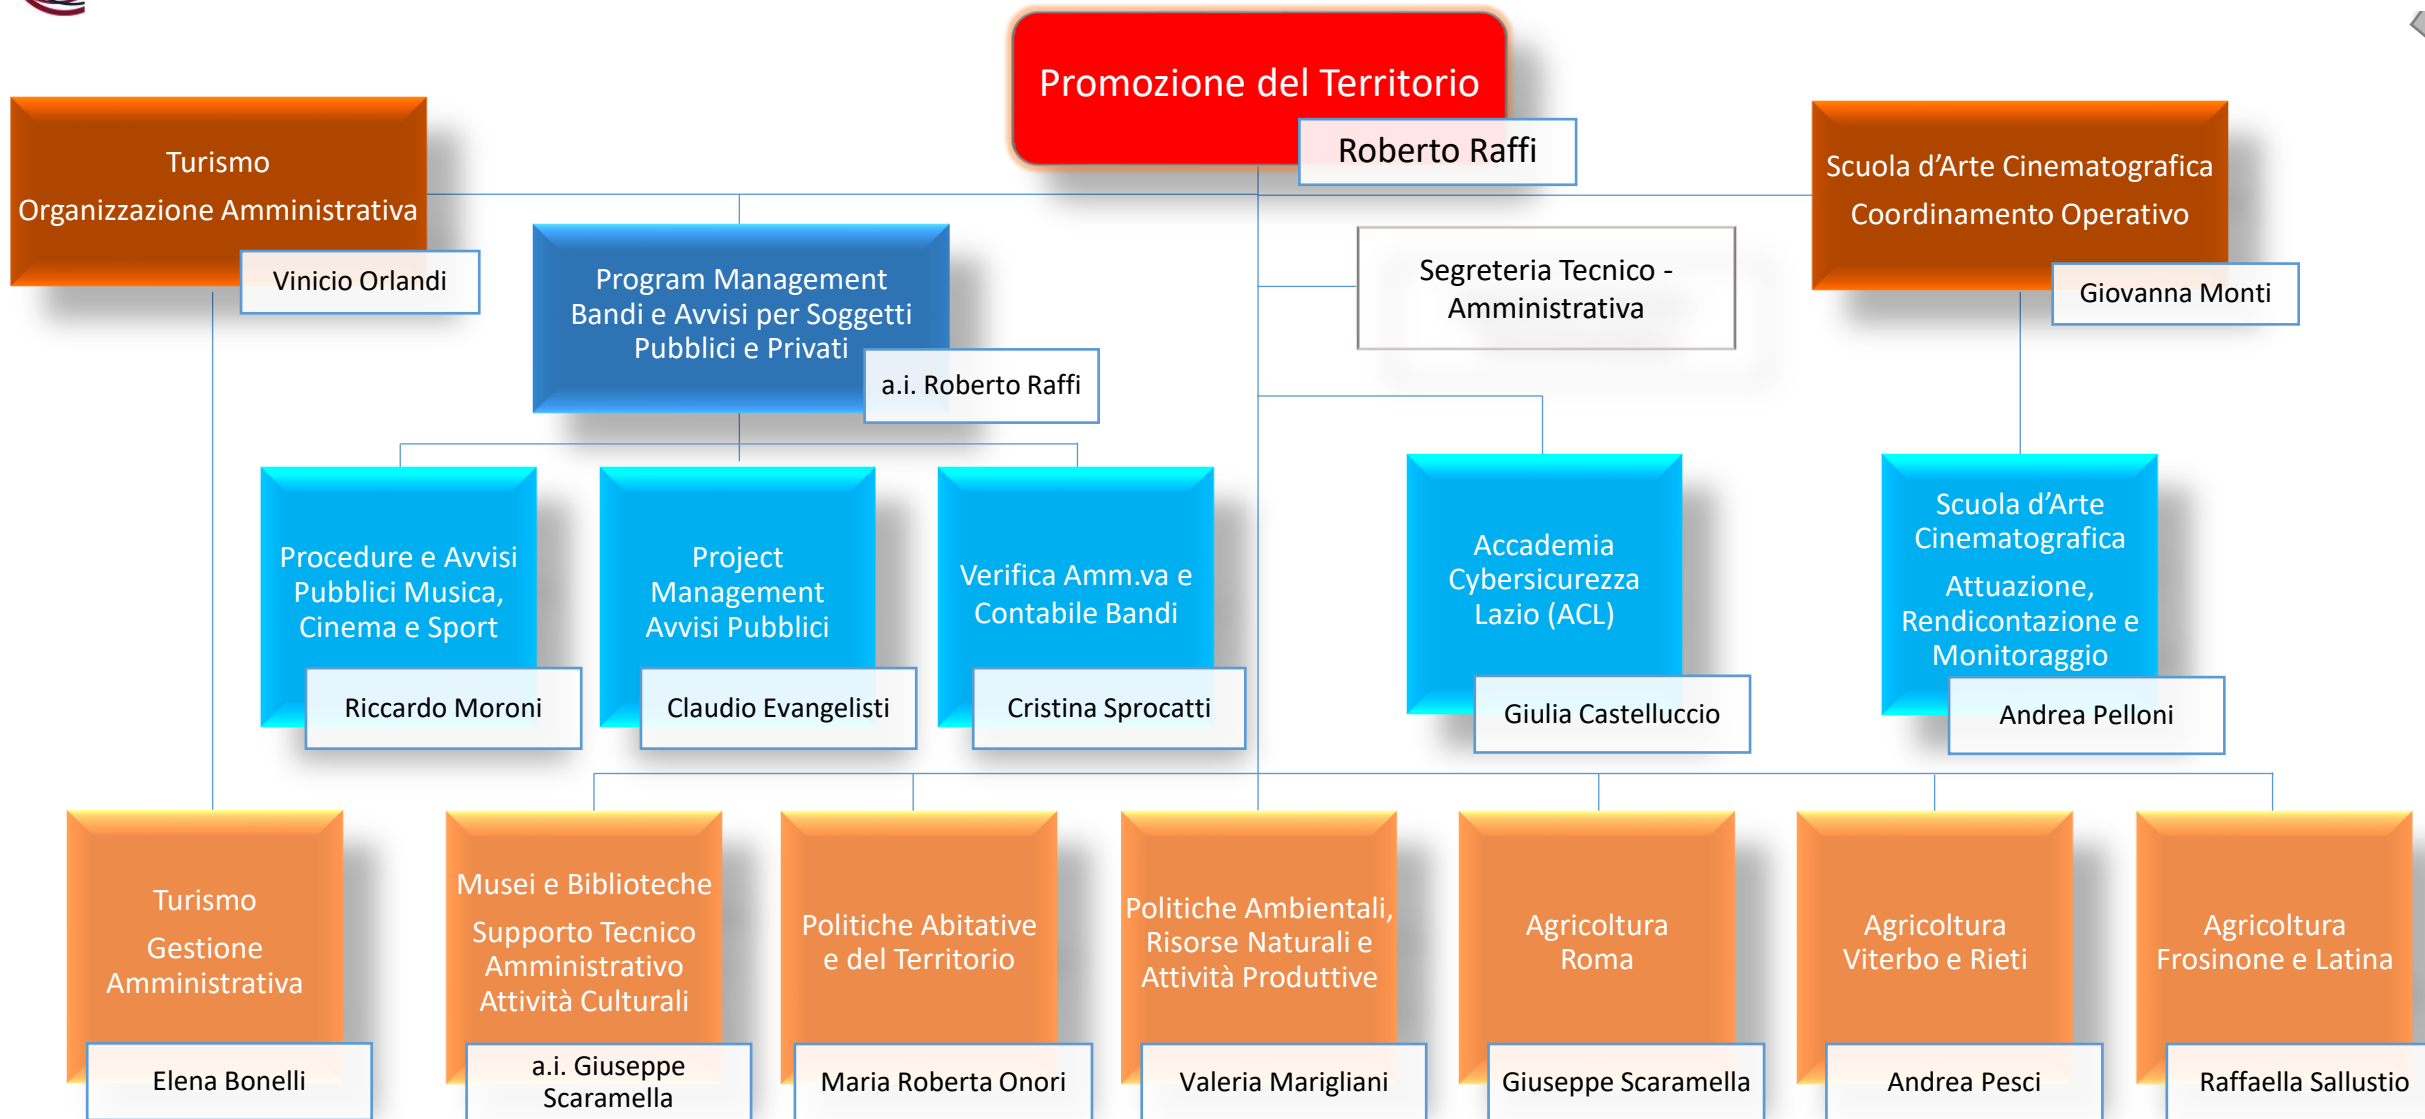 Promozione del Territorio
Roberto Raffi
Turismo
Organizzazione Amministrativa
Vinicio Orlandi
Scuola d’Arte Cinematografica
Coordinamento Operativo
Giovanna Monti
Program Management
Bandi e Avvisi per Soggetti
Pubblici e Privati
a.i. Roberto Raffi
Segreteria Tecnico -
Amministrativa
Procedure e Avvisi
Pubblici Musica,
Cinema e Sport
Riccardo Moroni
Project
Management
Avvisi Pubblici
Claudio Evangelisti
Verifica Amm.va e
Contabile Bandi
Cristina Sprocatti
Accademia
Cybersicurezza
Lazio (ACL)
Giulia Castelluccio
Scuola d’Arte
Cinematografica
Attuazione,
Rendicontazione e
Monitoraggio
Andrea Pelloni
Turismo
Gestione
Amministrativa
Elena Bonelli
Musei e Biblioteche
Supporto Tecnico
Amministrativo
Attività Culturali
a.i. Giuseppe
Scaramella
Politiche Abitative
e del Territorio
Maria Roberta Onori
Politiche Ambientali,
Risorse Naturali e
Attività Produttive
Valeria Marigliani
Agricoltura
Roma
Giuseppe Scaramella
Agricoltura
Viterbo e Rieti
Andrea Pesci
Agricoltura
Frosinone e Latina
Raffaella Sallustio